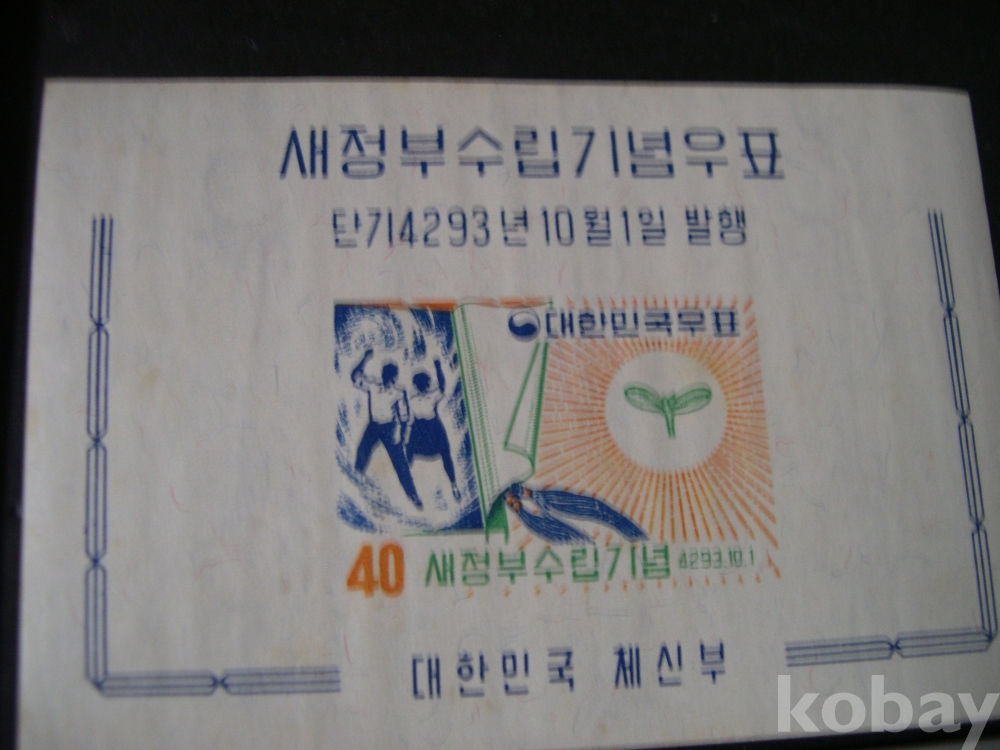 새정부수립기념우표
단기4293년10월1일 발행
대한민국우표
40 새정부수립기념 4293.10.1
대한민국 체신부
kobay